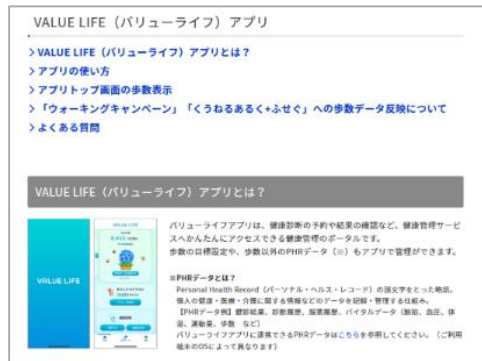 VALUE LIFE（バリューライフ）アプリ
VALUE LIFE（バリューライフ）アプリとは？
アプリの使い方
アプリトップ画面の歩数表示
「ウォーキングキャンペーン」「くうねるあるく+ふせぐ」への歩数データ反映について
よくある質問
VALUE LIFE（バリューライフ）アプリとは？
VALUE LIFE
VALUE LIFE
バリューライフアプリは、健康診断の予約や結果の確認など、健康管理サービ
スへかんたんにアクセスできる健康管理のポータルです。
歩数の目標設定や、歩数以外のPHRデータ（※）もアプリで管理ができます。
※PHRデータとは？
Personal Health Record（パーソナル・ヘルス・レコード）の頭文字をとった略語。
個人の健康・医療・介護に関する情報などのデータを記録・管理する仕組み。
【PHRデータ例】健診結果、診断履歴、服薬履歴、バイタルデータ（脈拍、血圧、体
温、運動量、歩数　など）
バリューライフアプリに連携できるPHRデータはこちらを参照してください。（ご利用
端末のOSによって異なります）